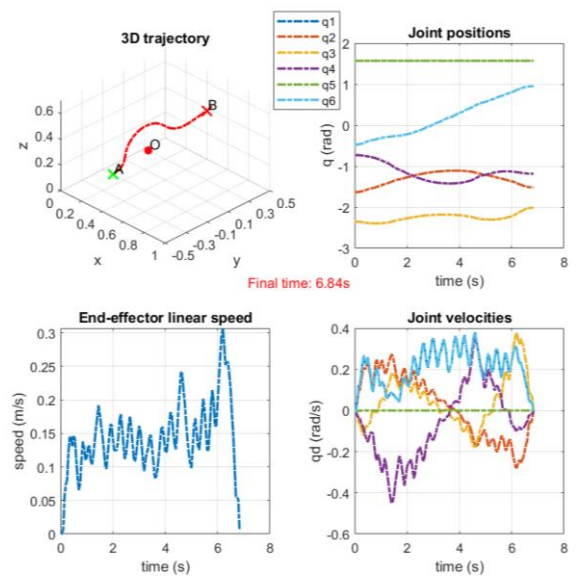 3D trajectory
0.6
0.4
0.2
0
z
A
O
B
0
0.2
0.4
0.6
0.8
1
x
-0.5
-0.3
-0.1
0.1
0.3
0.5
y
q1
q2
q3
q4
q5
q6
Joint positions
2
1
0
-1
-2
-3
q (rad)
0 2 4 6 8
time (s)
Final time: 6.84s
End-effector linear speed
0.3
0.25
0.2
0.15
0.1
0.05
0
speed (m/s)
0 2 4 6 8
time (s)
Joint velocities
0.4
0.2
0
-0.2
-0.4
-0.6
qd (rad/s)
0 2 4 6 8
time (s)